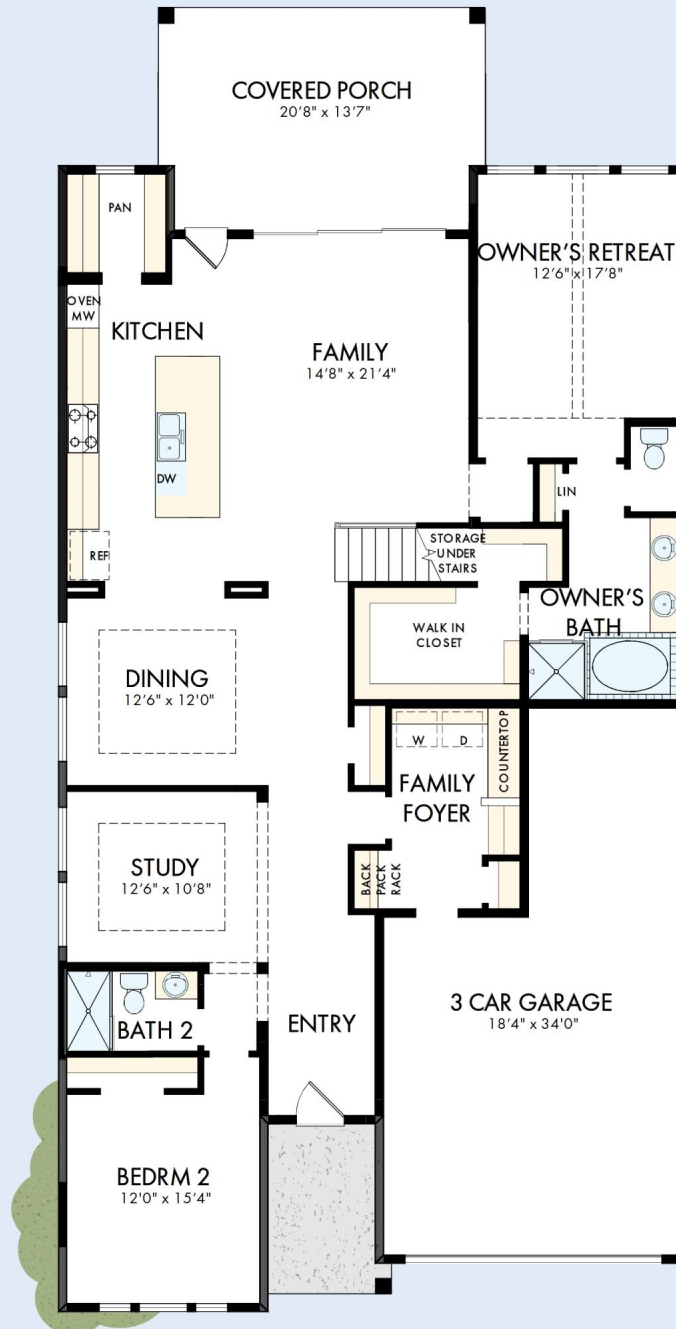 COVERED PORCH
20'8" x 13'7"
PAN
OWNER'S RETREAT
12'6" x 17'8"
OVEN
MW
KITCHEN
FAMILY
14'8" x 21'4"
DW
LIN
REF
STORAGE
UNDER
STAIRS
OWNER'S
BATH
WALK IN
CLOSET
DINING
12'6" x 12'0"
W
D
COUNTERTOP
FAMILY
FOYER
STUDY
12'6" x 10'8"
BACK
PACK
RACK
3 CAR GARAGE
18'4" x 34'0"
ENTRY
BATH 2
BEDRM 2
12'0" x 15'4"